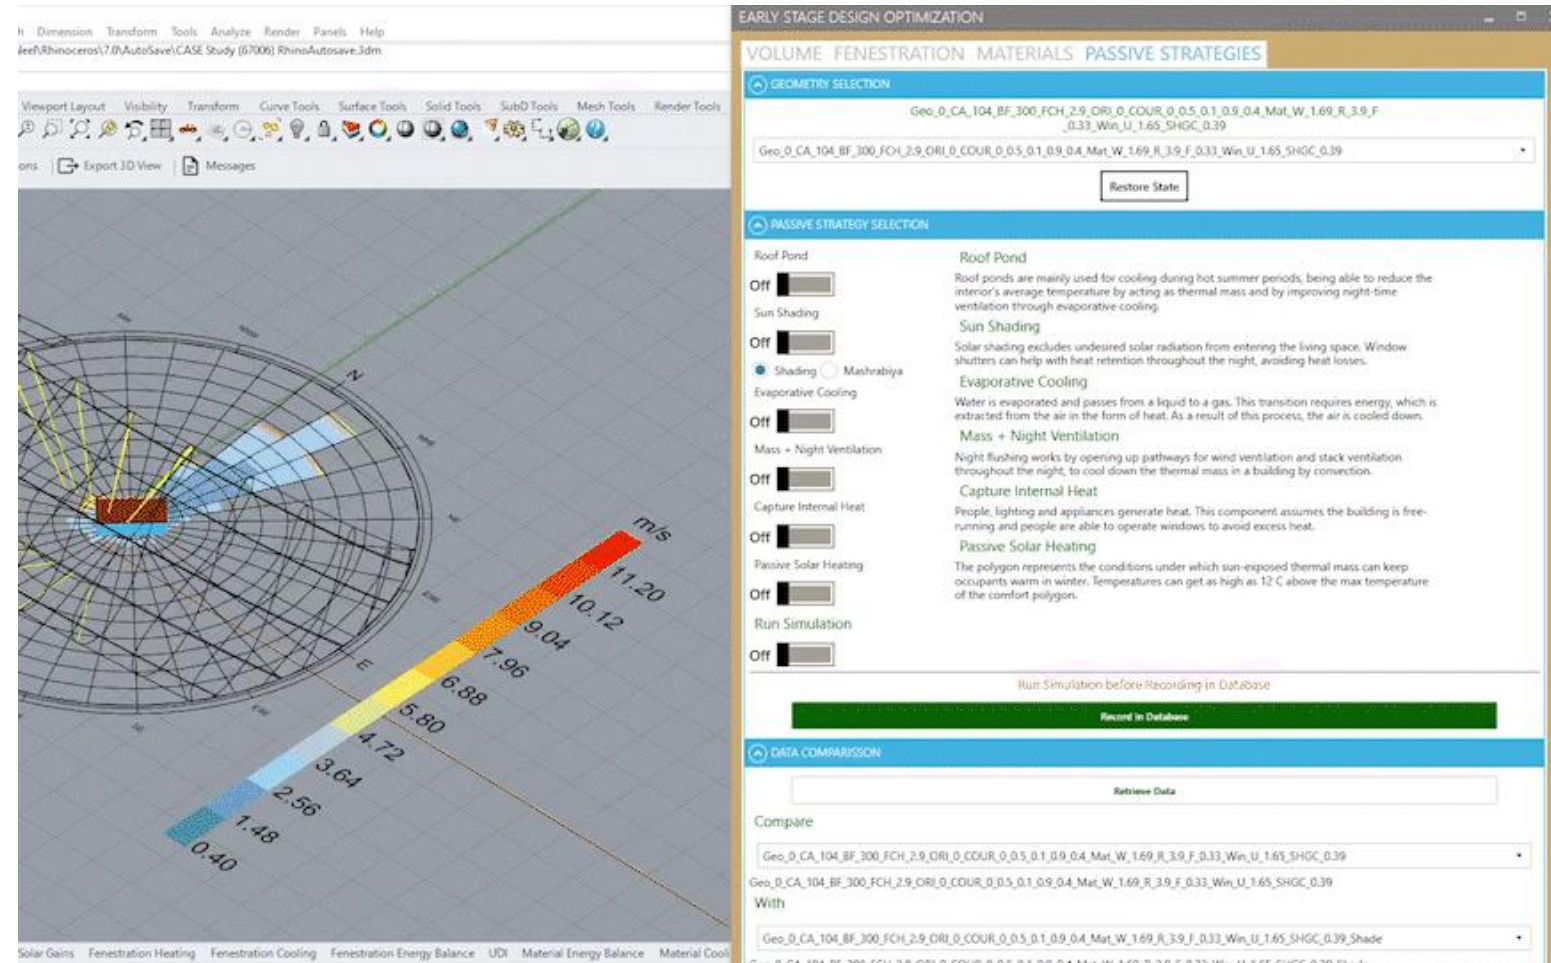 Dimension Transform Tools Analyze Render Panels Help
\Rhinoceros\7.0\AutoSave\CASE Study (67006) RhinoAutosave.3dm
Viewport Layout Visibility Transform Curve Tools Surface Tools Solid Tools SubD Tools Mesh Tools Render Tools
ons Export 3D View Messages
N
E
m/s
11.20
10.12
9.04
7.96
6.88
5.80
4.72
3.64
2.56
1.48
0.40
Solar Gains Fenestration Heating Fenestration Cooling Fenestration Energy Balance UDI Material Energy Balance Material Cooli
EARLY STAGE DESIGN OPTIMIZATION
VOLUME FENESTRATION MATERIALS PASSIVE STRATEGIES
GEOMETRY SELECTION
Geo_0_CA_104_BF_300_FCH_2.9_ORI_0_COUR_0_0.5_0.1_0.9_0.4_Mat_W_1.69_R_3.9_F
_0.33_Win_U_1.65_SHGC_0.39
Geo_0_CA_104_BF_300_FCH_2.9_ORI_0_COUR_0_0.5_0.1_0.9_0.4_Mat_W_1.69_R_3.9_F_0.33_Win_U_1.65_SHGC_0.39
Restore State
PASSIVE STRATEGY SELECTION
Roof Pond
Off
Sun Shading
Off
Shading Mashrabiya
Evaporative Cooling
Off
Mass + Night Ventilation
Off
Capture Internal Heat
Off
Passive Solar Heating
Off
Run Simulation
Off
Roof Pond
Roof ponds are mainly used for cooling during hot summer periods, being able to reduce the
interior's average temperature by acting as thermal mass and by improving night-time
ventilation through evaporative cooling.
Sun Shading
Solar shading excludes undesired solar radiation from entering the living space. Window
shutters can help with heat retention throughout the night, avoiding heat losses.
Evaporative Cooling
Water is evaporated and passes from a liquid to a gas. This transition requires energy, which is
extracted from the air in the form of heat. As a result of this process, the air is cooled down.
Mass + Night Ventilation
Night flushing works by opening up pathways for wind ventilation and stack ventilation
throughout the night, to cool down the thermal mass in a building by convection.
Capture Internal Heat
People, lighting and appliances generate heat. This component assumes the building is free-
running and people are able to operate windows to avoid excess heat.
Passive Solar Heating
The polygon represents the conditions under which sun-exposed thermal mass can keep
occupants warm in winter. Temperatures can get as high as 12 C above the max temperature
of the comfort polygon.
Run Simulation before Recording in Database
Record in Database
DATA COMPARISSON
Retrieve Data
Compare
Geo_0_CA_104_BF_300_FCH_2.9_ORI_0_COUR_0_0.5_0.1_0.9_0.4_Mat_W_1.69_R_3.9_F_0.33_Win_U_1.65_SHGC_0.39
Geo_0_CA_104_BF_300_FCH_2.9_ORI_0_COUR_0_0.5_0.1_0.9_0.4_Mat_W_1.69_R_3.9_F_0.33_Win_U_1.65_SHGC_0.39
With
Geo_0_CA_104_BF_300_FCH_2.9_ORI_0_COUR_0_0.5_0.1_0.9_0.4_Mat_W_1.69_R_3.9_F_0.33_Win_U_1.65_SHGC_0.39_Shade